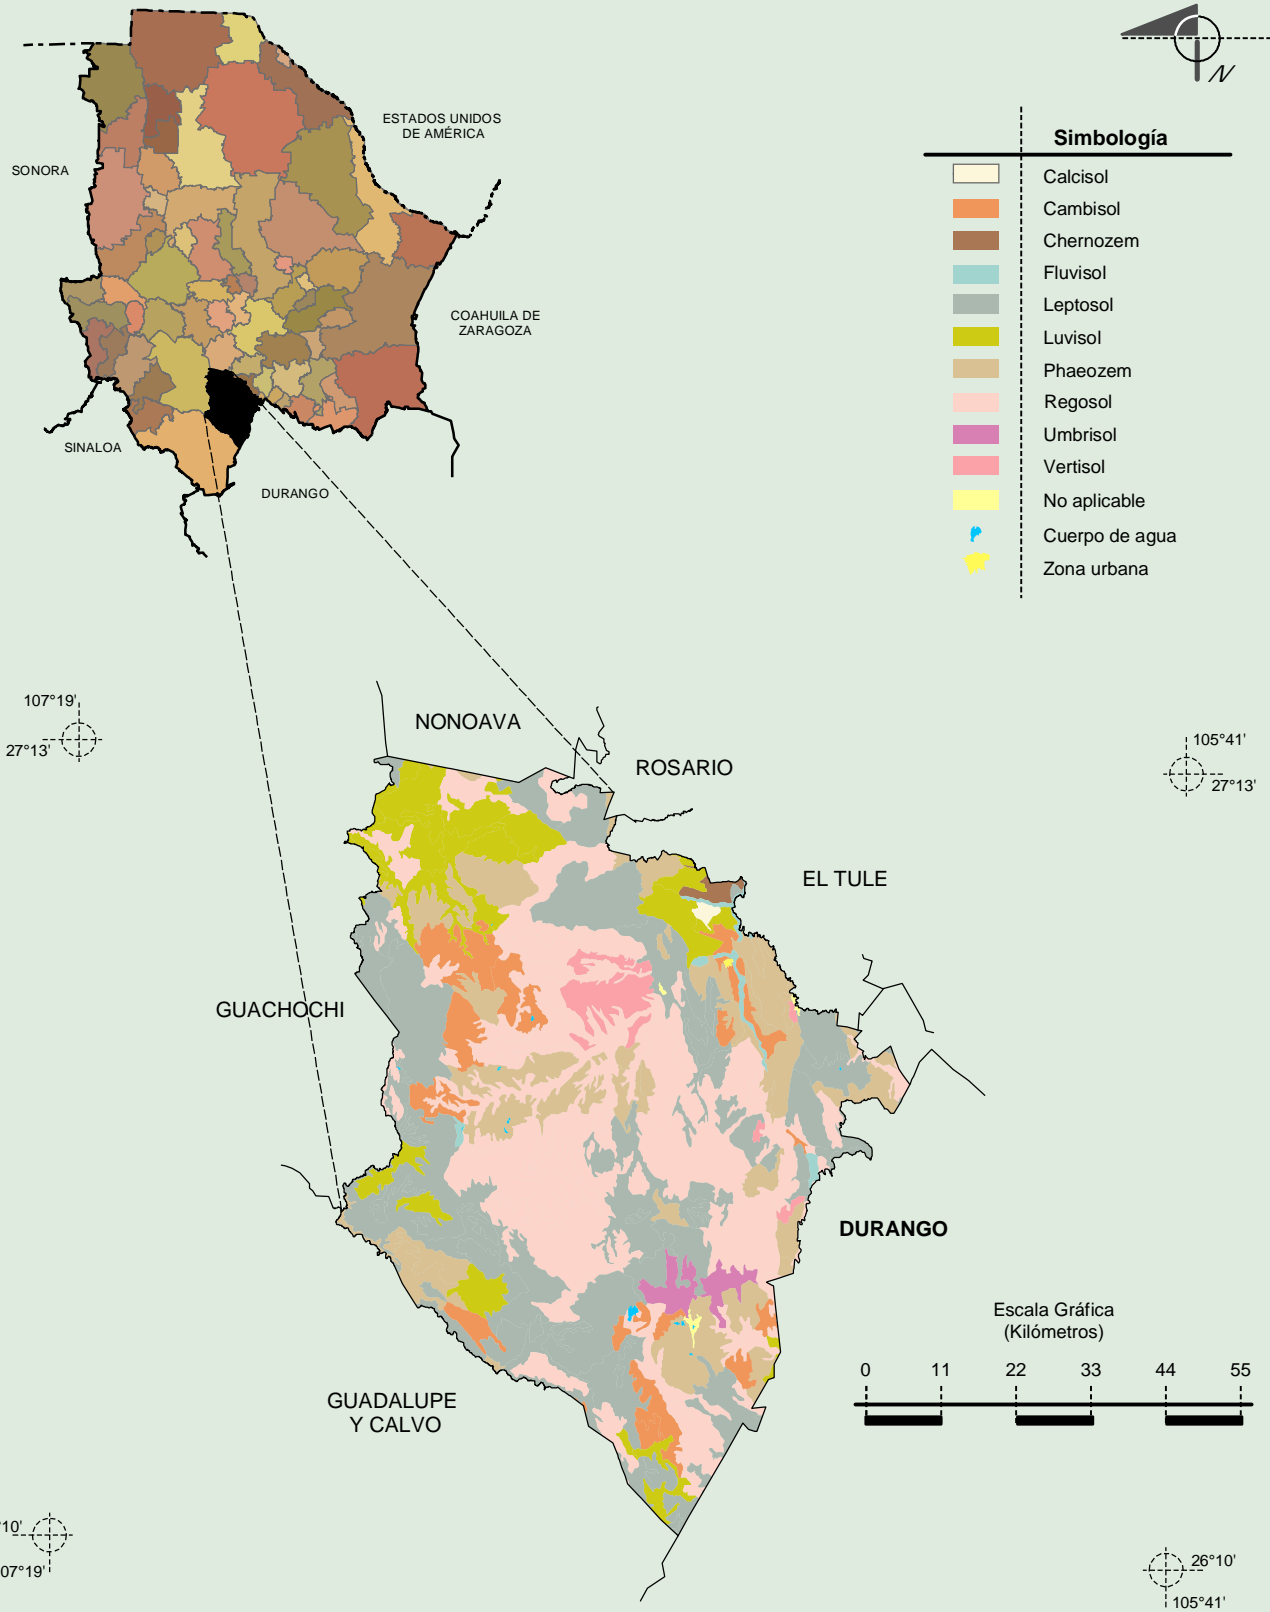 N
ESTADOS UNIDOS
DE AMÉRICA
SONORA
COAHUILA DE
ZARAGOZA
SINALOA
DURANGO
Simbología
Calcisol
Cambisol
Chernozem
Fluvisol
Leptosol
Luvisol
Phaeozem
Regosol
Umbrisol
Vertisol
No aplicable
Cuerpo de agua
Zona urbana
107°19'
27°13'
105°41'
27°13'
NONOAVA
ROSARIO
EL TULE
GUACHOCHI
DURANGO
GUADALUPE
Y CALVO
Escala Gráfica
(Kilómetros)
0 11 22 33 44 55
°10'
07°19'
26°10'
105°41'